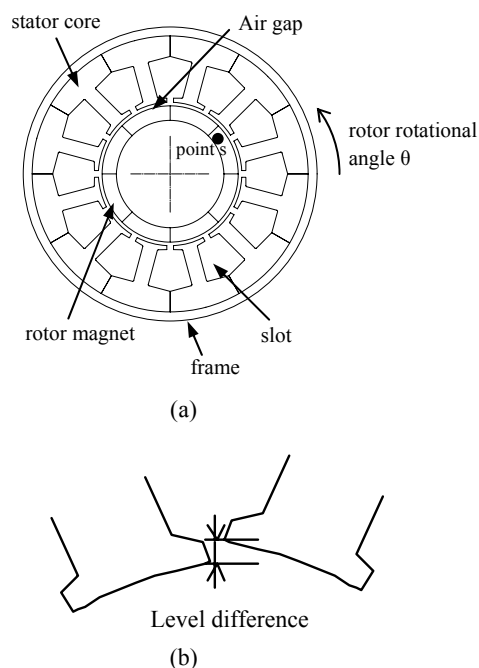 stator core
Air gap
point s
rotor rotational
angle θ
rotor magnet
slot
frame
(a)
Level difference
(b)